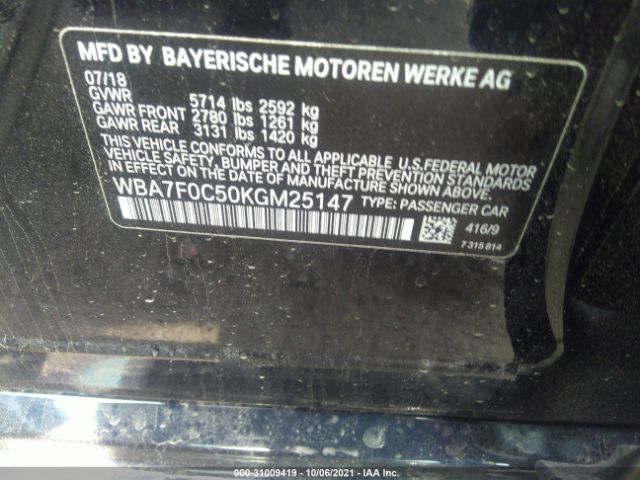 MFD BY BAYERISCHE MOTOREN WERKE AG
07/18
GVWR 5714 lbs 2592 kg
GAWR FRONT 2780 lbs 1261 kg
GAWR REAR 3131 lbs 1420 kg
THIS VEHICLE CONFORMS TO ALL APPLICABLE U.S.FEDERAL MOTOR
VEHICLE SAFETY, BUMPER AND THEFT PREVENTION STANDARDS
IN EFFECT ON THE DATE OF MANUFACTURE SHOWN ABOVE.
WBA7F0C50KGM25147 TYPE: PASSENGER CAR
416/9
7 315 814
000-31009419 - 10/06/2021 - IAA Inc.